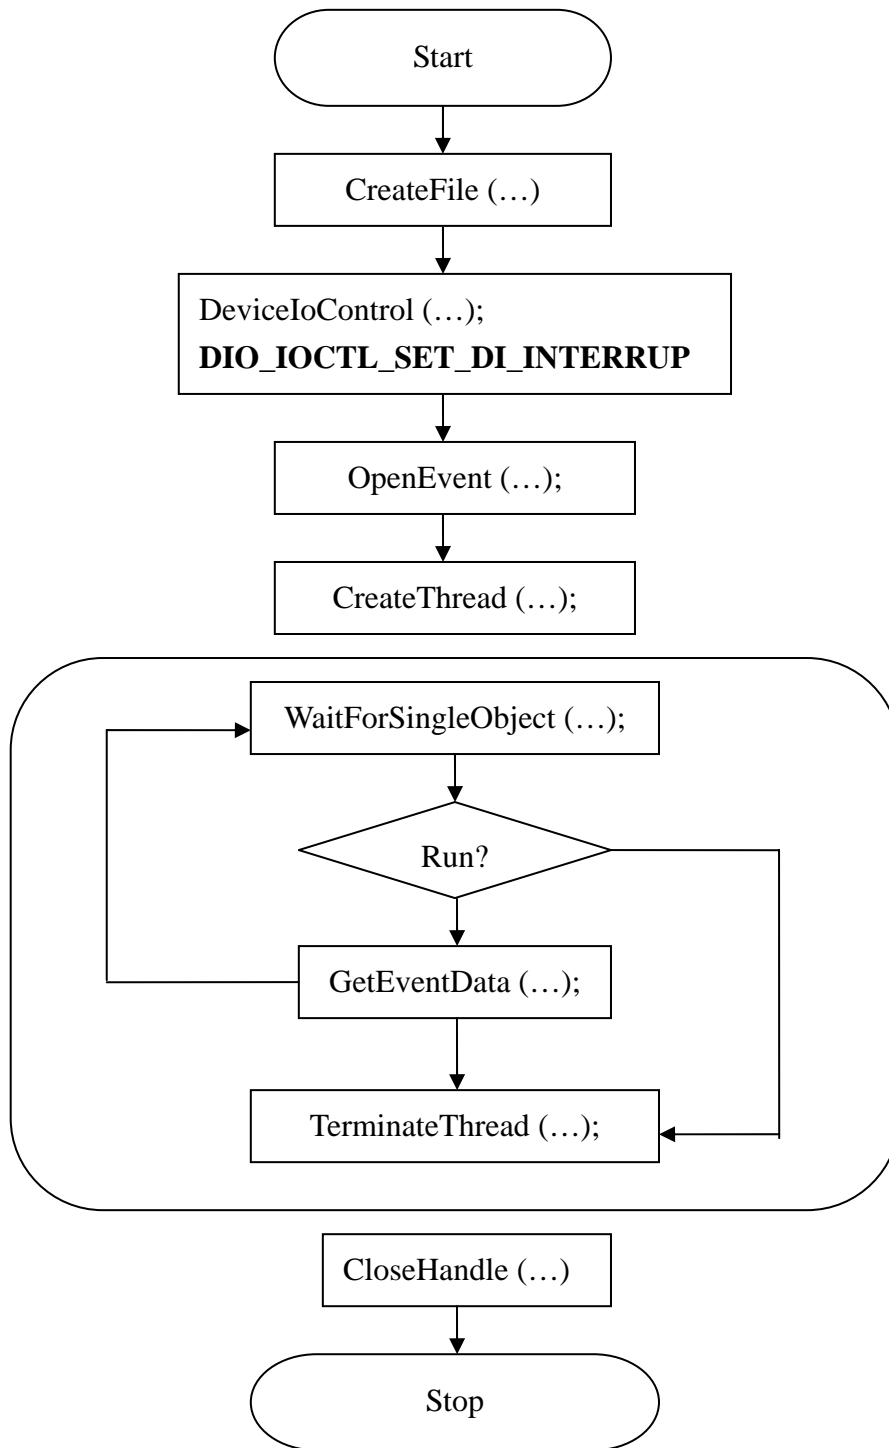 Start
CreateFile (…)
DeviceIoControl (…);
DIO_IOCTL_SET_DI_INTERRUP
OpenEvent (…);
CreateThread (…);
WaitForSingleObject (…);
Run?
GetEventData (…);
TerminateThread (…);
CloseHandle (…)
Stop